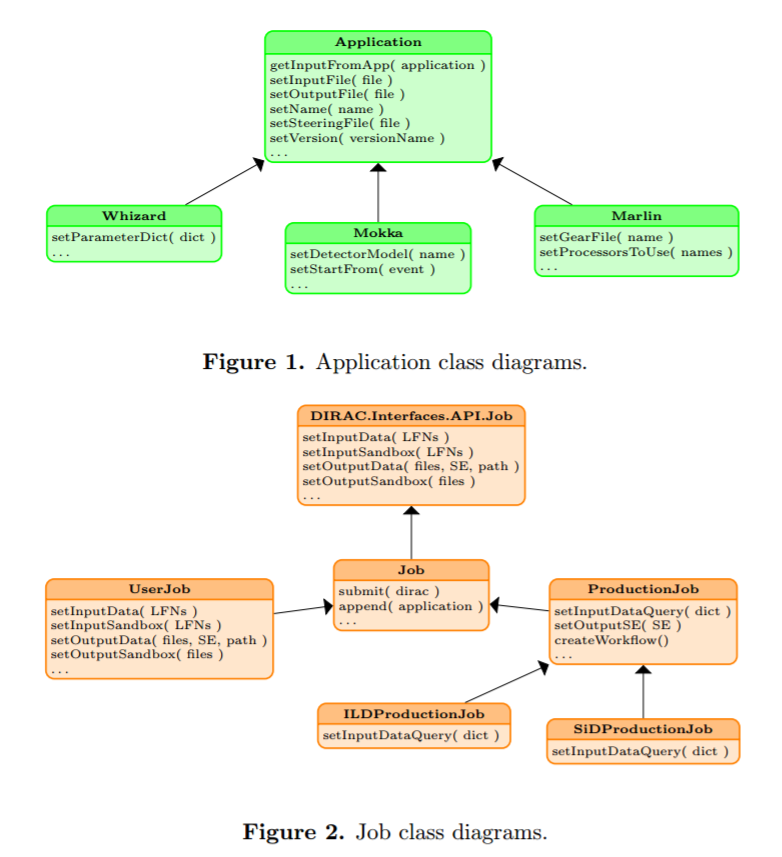 Application
getInputFromApp( application )
setInputFile( file )
setOutputFile( file )
setName( name )
setSteeringFile( file )
setVersion( versionName )
...
Whizard
setParameterDict( dict )
...
Mokka
setDetectorModel( name )
setStartFrom( event )
...
Marlin
setGearFile( name )
setProcessorsToUse( names )
...
Figure 1. Application class diagrams.
DIRAC.Interfaces.API.Job
setInputData( LFNs )
setInputSandbox( LFNs )
setOutputData( files, SE, path )
setOutputSandbox( files )
...
Job
submit( dirac )
append( application )
...
UserJob
setInputData( LFNs )
setInputSandbox( LFNs )
setOutputData( files, SE, path )
setOutputSandbox( files )
...
ProductionJob
setInputDataQuery( dict )
setOutputSE( SE )
createWorkflow()
...
ILDProductionJob
setInputDataQuery( dict )
SiDProductionJob
setInputDataQuery( dict )
Figure 2. Job class diagrams.